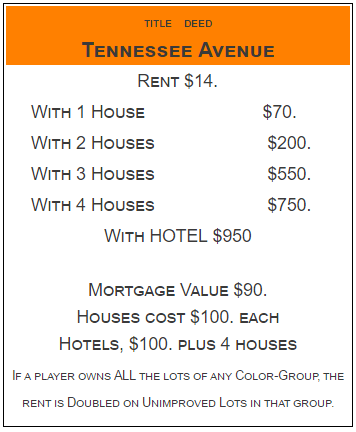 TITLE DEED
TENNESSEE AVENUE
RENT $14.
WITH 1 HOUSE $70.
WITH 2 HOUSES $200.
WITH 3 HOUSES $550.
WITH 4 HOUSES $750.
WITH HOTEL $950
MORTGAGE VALUE $90.
HOUSES COST $100. EACH
HOTELS, $100. PLUS 4 HOUSES
IF A PLAYER OWNS ALL THE LOTS OF ANY COLOR-GROUP, THE
RENT IS DOUBLED ON UNIMPROVED LOTS IN THAT GROUP.